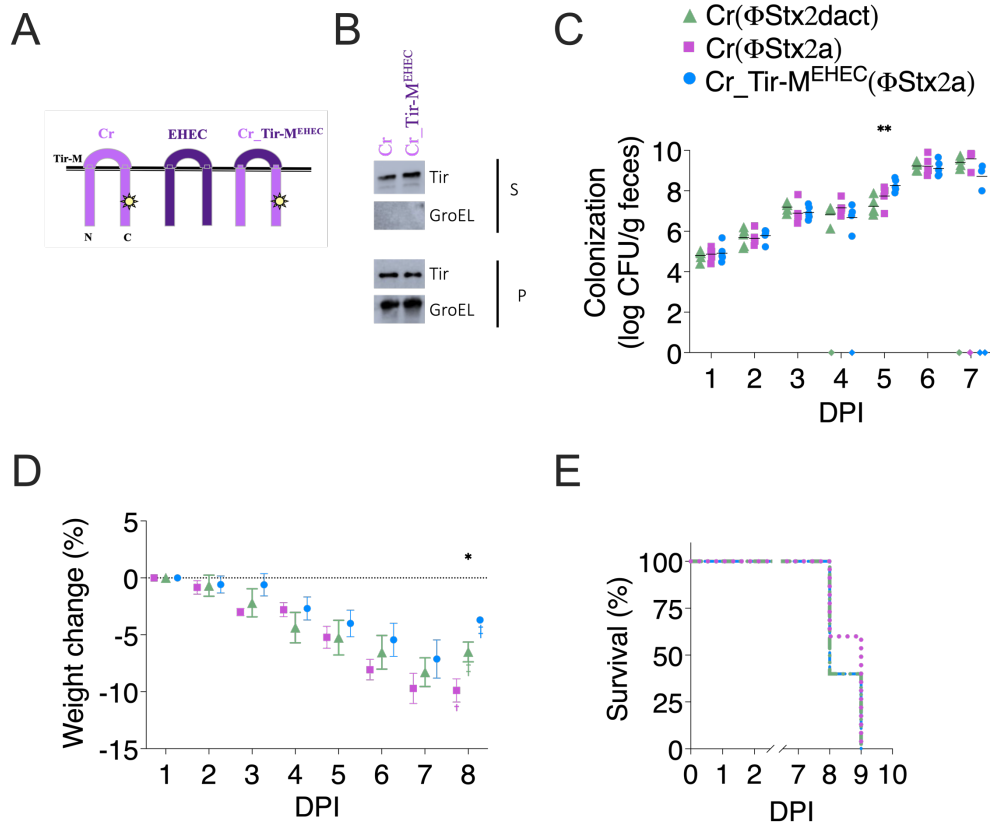 A
Cr
EHEC
Cr_Tir-M^EHEC
Tir-M
N
C
B
Cr
Cr_Tir-M^EHEC
Tir
GroEL
S
Tir
GroEL
P
C
Cr(ΦStx2dact)
Cr(ΦStx2a)
Cr_Tir-M^EHEC(ΦStx2a)
**
Colonization
(log CFU/g feces)
10
8
6
4
2
0
1 2 3 4 5 6 7
DPI
D
Weight change (%)
5
0
-5
-10
-15
*
† † ‡
1 2 3 4 5 6 7 8
DPI
E
Survival (%)
100
75
50
25
0
0 1 2 7 8 9 10
DPI